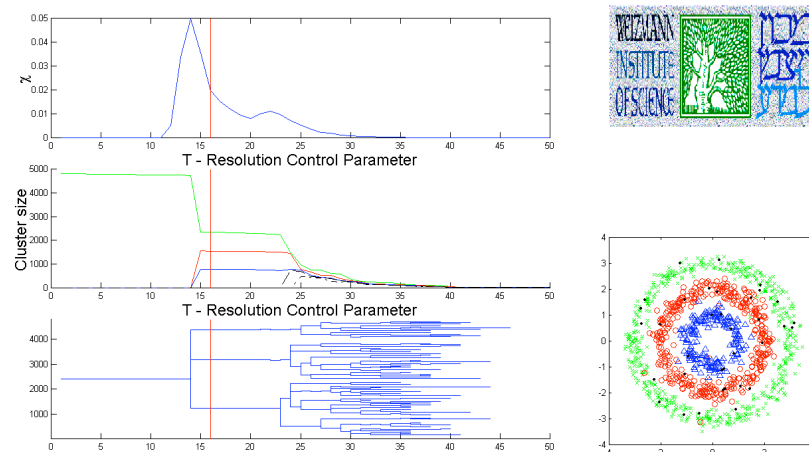 0.05
0.04
0.03
0.02
0.01
0
χ
0 5 10 15 20 25 30 35 40 45 50
T - Resolution Control Parameter
5000
4000
3000
2000
1000
0
Cluster size
0 5 10 15 20 25 30 35 40 45 50
T - Resolution Control Parameter
4000
3000
2000
1000
0 5 10 15 20 25 30 35 40 45 50
WEIZMANN
INSTITUTE
OF SCIENCE
מכון
ויצמן
למדע
4
3
2
1
0
-1
-2
-3
-4